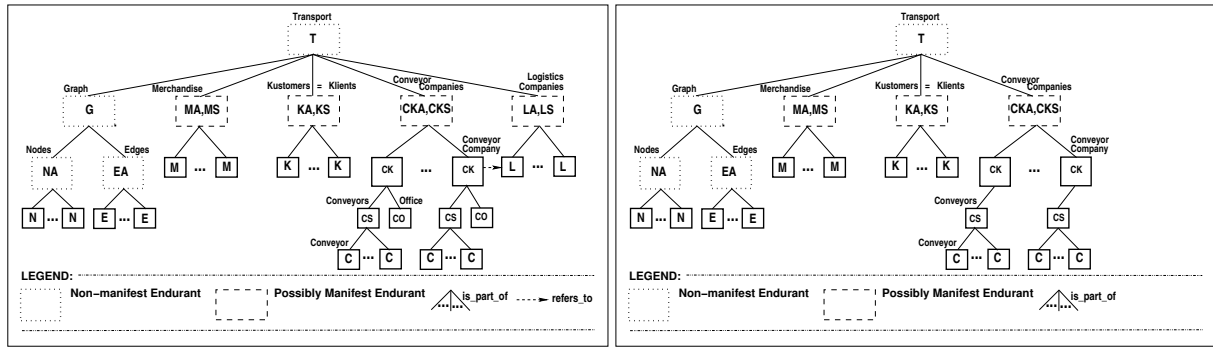 Transport
T
Graph
Merchandise
Kustomers = Klients
Conveyor
Companies
Logistics
Companies
G
MA,MS
KA,KS
CKA,CKS
LA,LS
Nodes
Edges
Conveyor
Company
NA
EA
M ... M
K ... K
CK ... CK
L ... L
Conveyors
Office
N ... N
E ... E
CS
CO
CS
CO
Conveyor
C ... C
C ... C
LEGEND:
Non-manifest Endurant
Possibly Manifest Endurant
... ...
is_part_of
refers_to
Transport
T
Graph
Merchandise
Kustomers = Klients
Conveyor
Companies
G
MA,MS
KA,KS
CKA,CKS
Nodes
Edges
Conveyor
Company
NA
EA
M ... M
K ... K
CK ... CK
Conveyors
N ... N
E ... E
CS
CS
Conveyor
C ... C
C ... C
LEGEND:
Non-manifest Endurant
Possibly Manifest Endurant
... ...
is_part_of